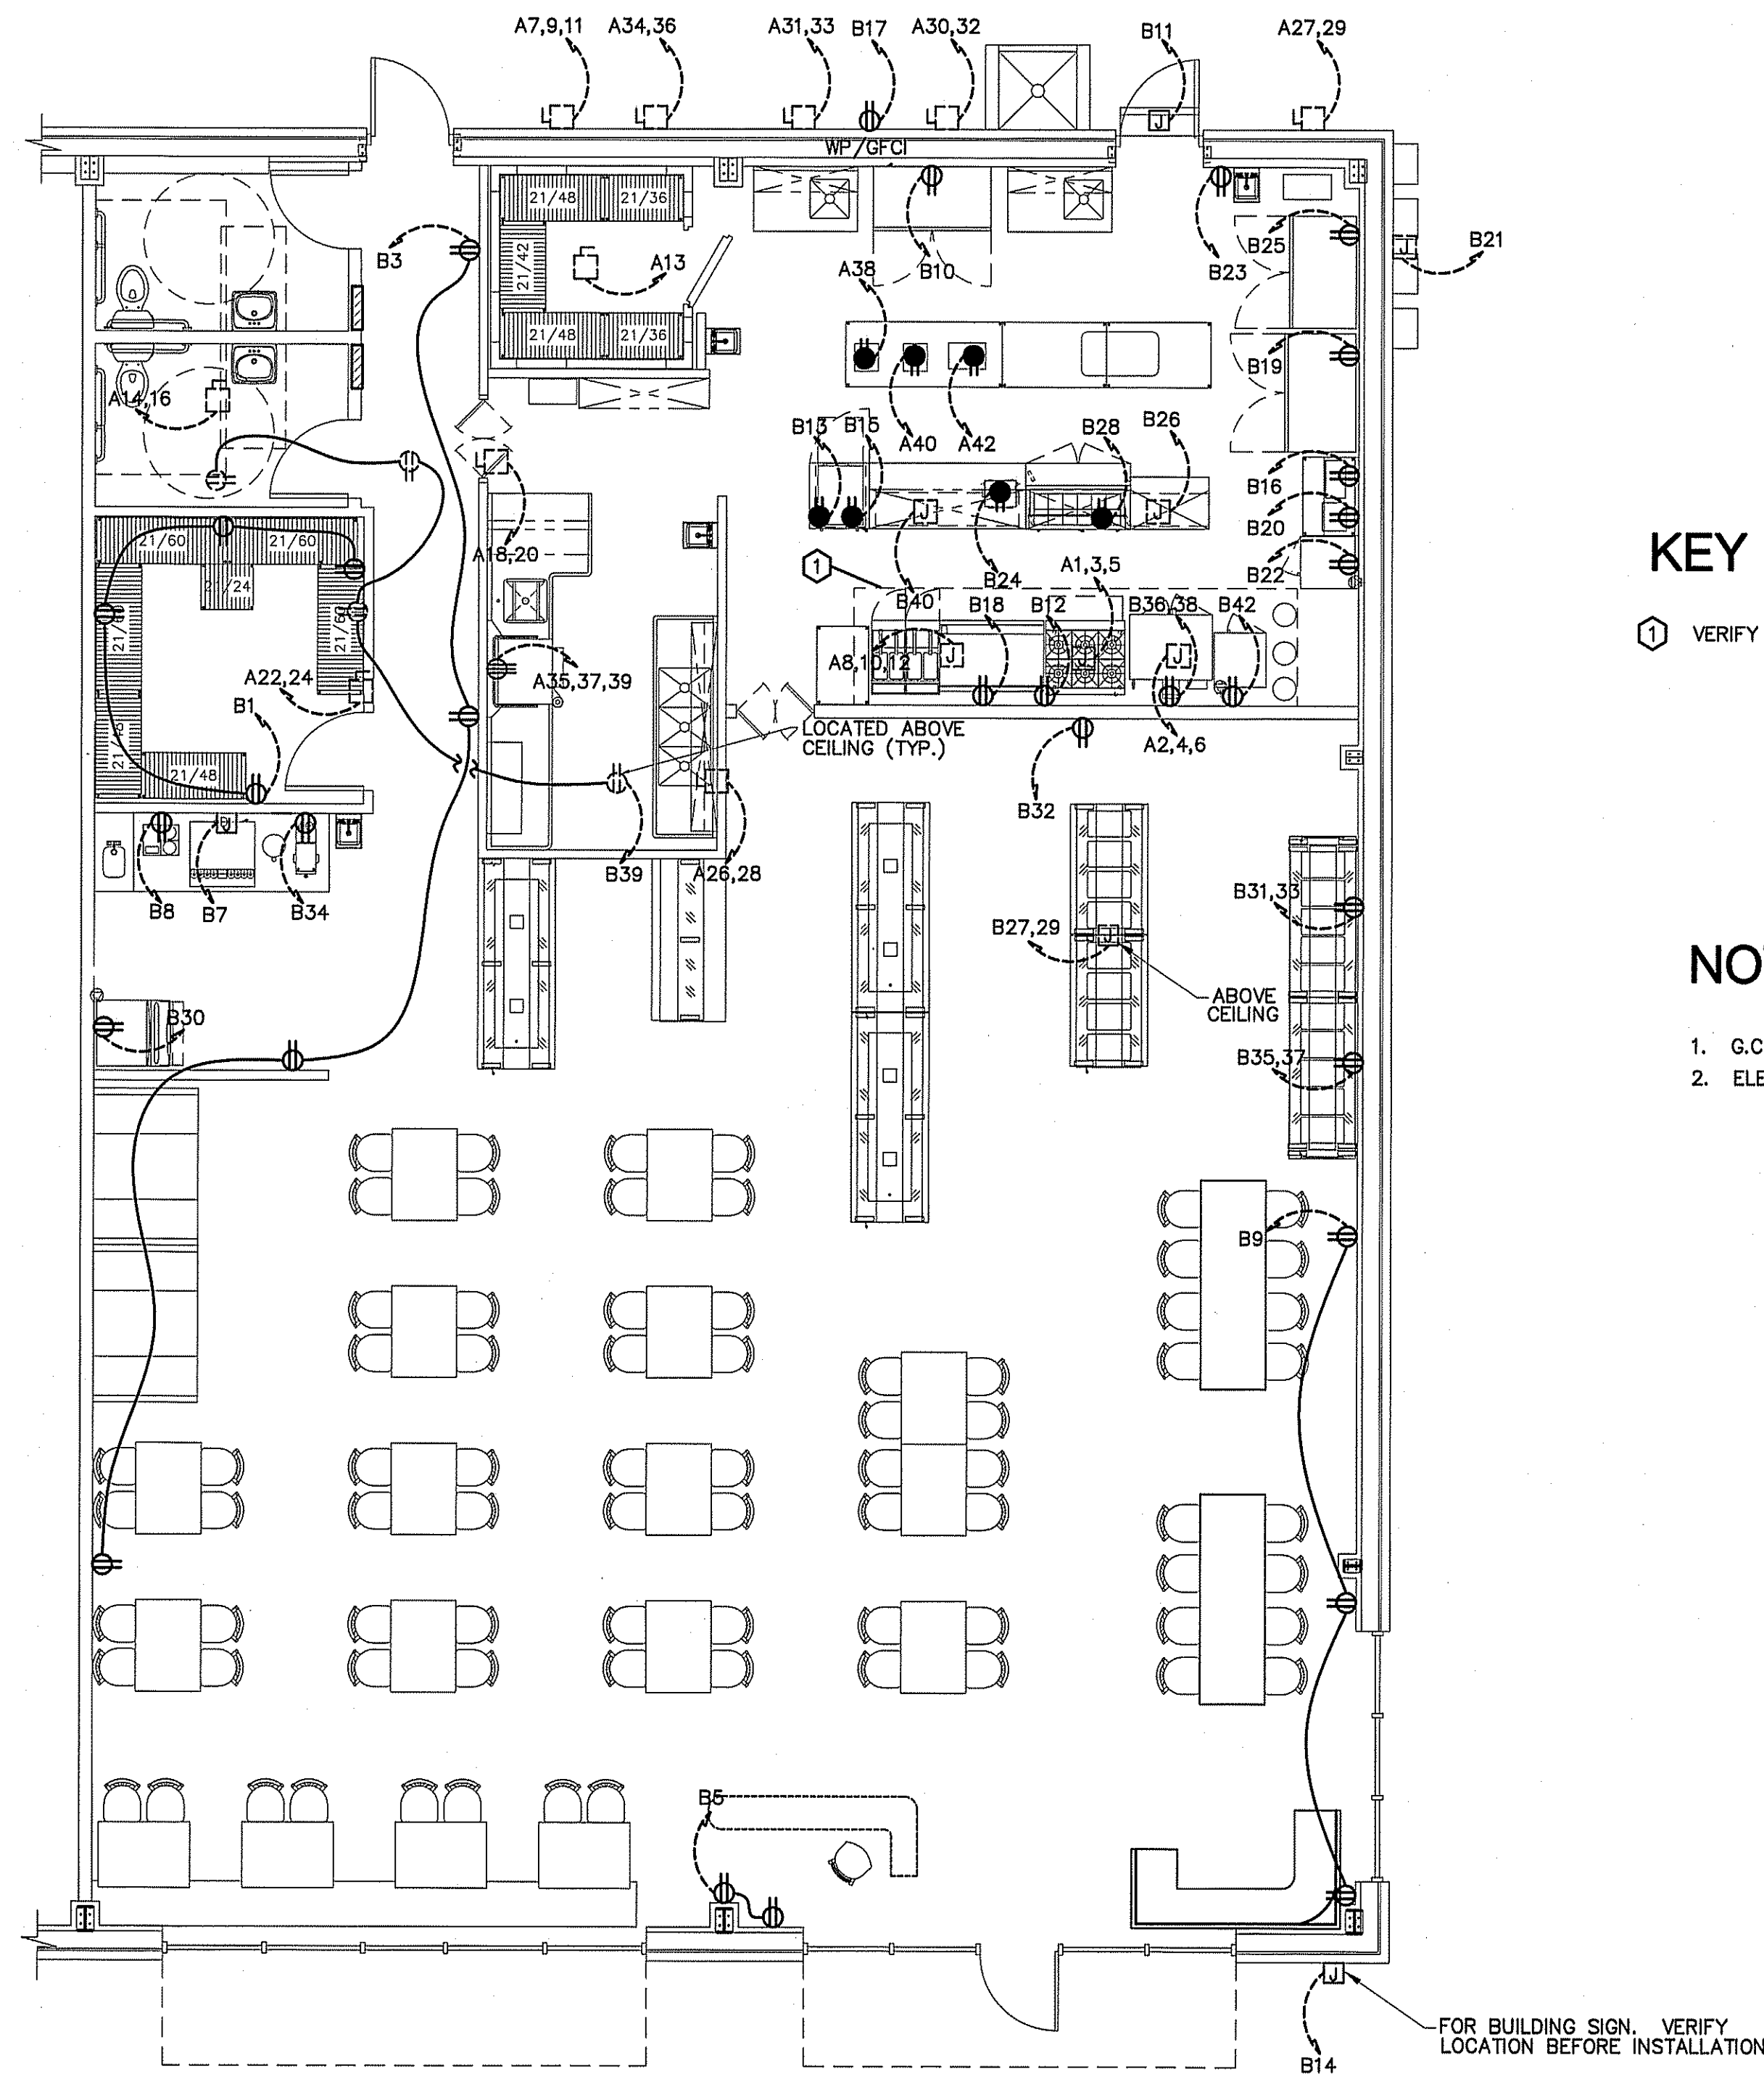 A7,9,11
A34,36
A31,33
B17
A30,32
B11
A27,29
J
WP/GFCI
21/48
21/36
B3
21/42
A13
A38
B10
B23
B25
J
B21
21/48
21/36
B19
A14,16
B13
B15
A40
A42
B28
B26
B16
J
J
B20
21/60
21/60
A18,20
KEY
21/24
1
B24
A1,3,5
B22
B40
B18
B12
B36,38
B42
21/60
1 VERIFY
A8,10,12
J
J
J
A22,24
A35,37,39
B1
LOCATED ABOVE
CEILING (TYP.)
A2,4,6
21/48
B32
B39
A26,28
B8
B7
B34
B31,33
B27,29
J
ABOVE
CEILING
B30
B35,37
1. G.C
2. ELE
B9
B5
J
FOR BUILDING SIGN. VERIFY
LOCATION BEFORE INSTALLATION
B14